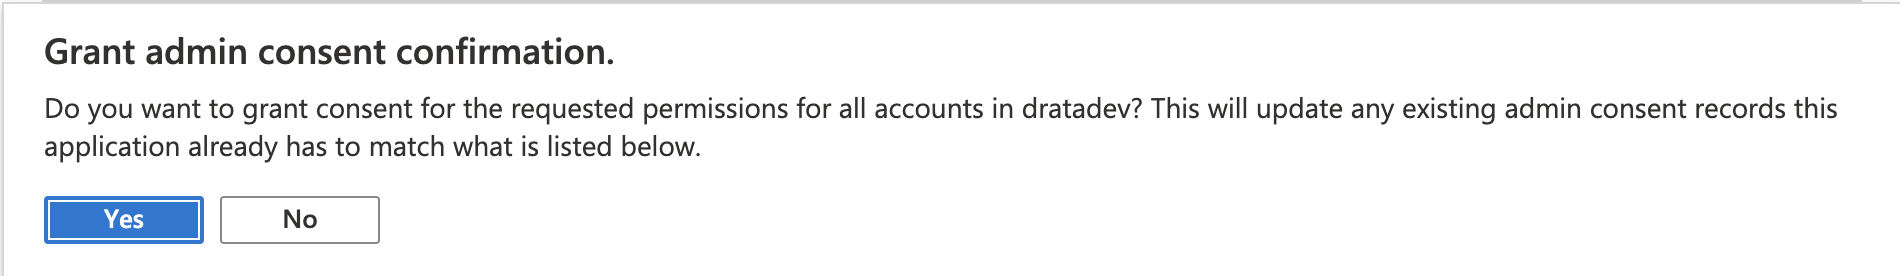 Grant admin consent confirmation.
Do you want to grant consent for the requested permissions for all accounts in dratadev? This will update any existing admin consent records this
application already has to match what is listed below.
Yes
No